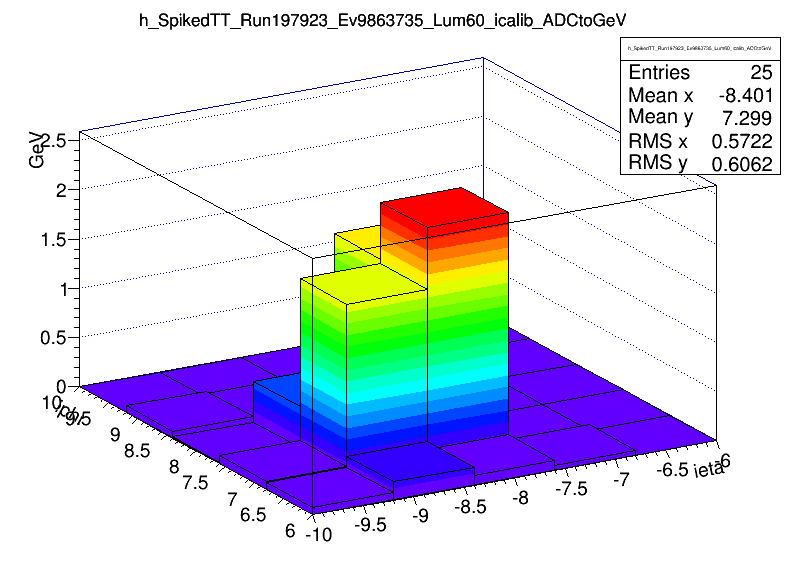 h_SpikedTT_Run197923_Ev9863735_Lum60_icalib_ADCtoGeV
h_SpikedTT_Run197923_Ev9863735_Lum60_icalib_ADCtoGeV
Entries 25
Mean x -8.401
Mean y 7.299
RMS x 0.5722
RMS y 0.6062
GeV
2.5
2
1.5
1
0.5
0
10
9.5
iphi
9
8.5
8
7.5
7
6.5
6
-10
-9.5
-9
-8.5
-8
-7.5
-7
-6.5
-6
ieta